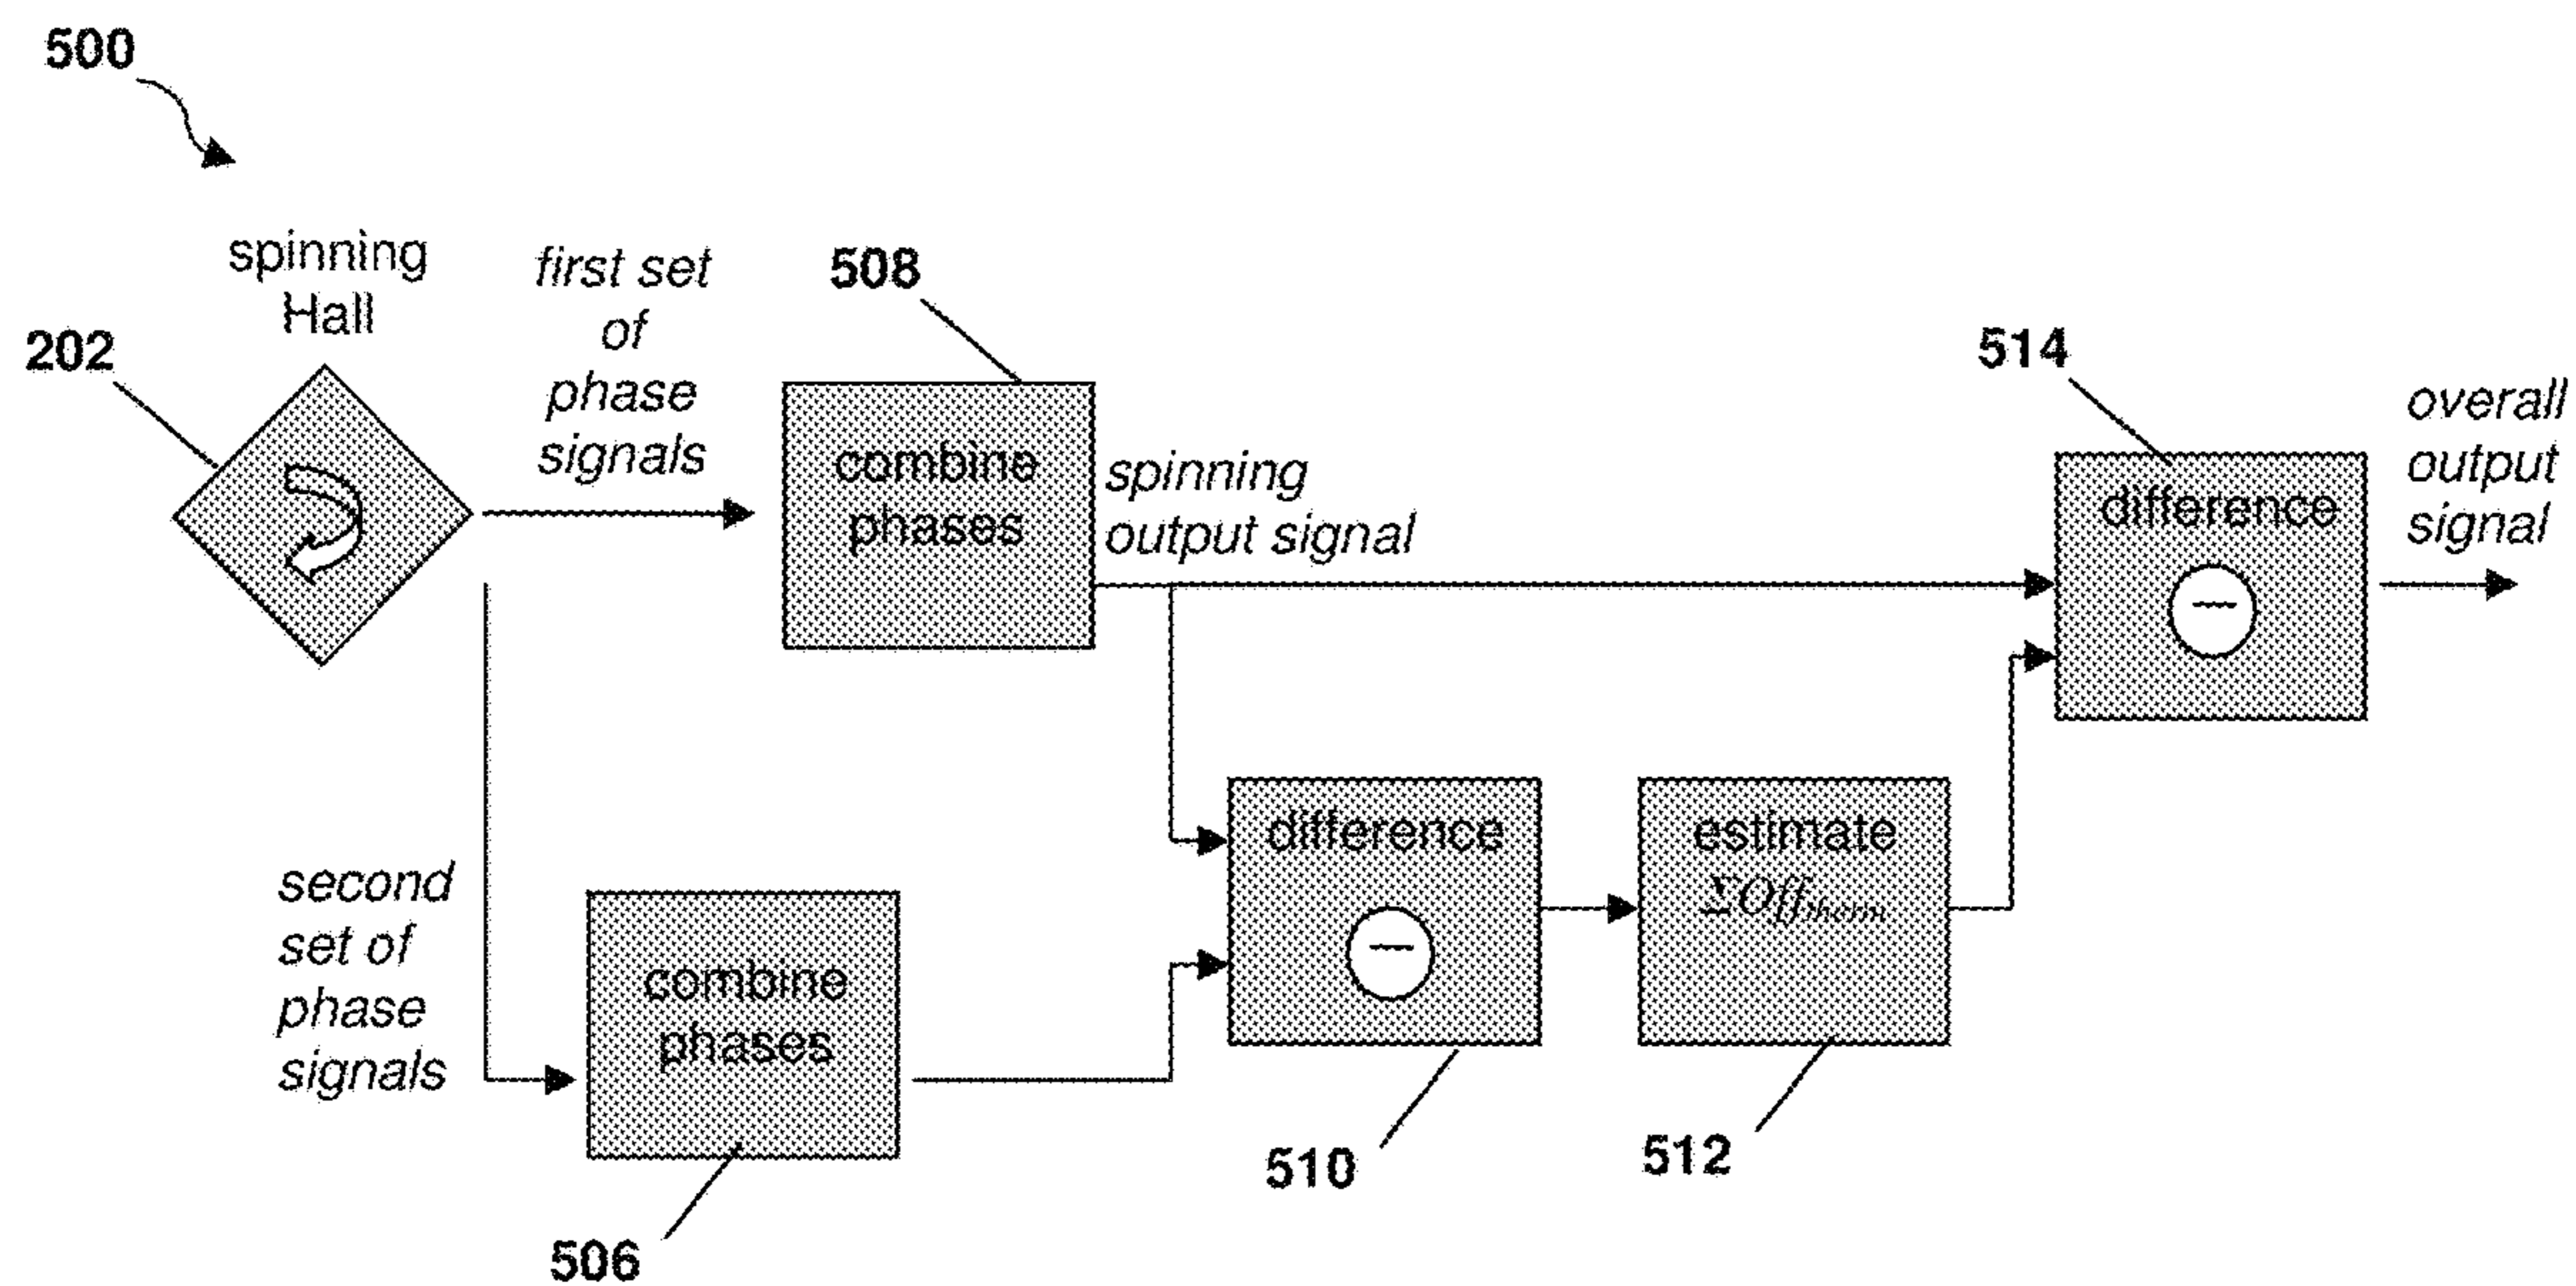 500
spinning
Hall
202
first set
of
phase
signals
508
combine
phases
spinning
output signal
514
difference
−
overall
output
signal
second
set of
phase
signals
combine
phases
506
difference
−
510
estimate
ΣOff_therm
512